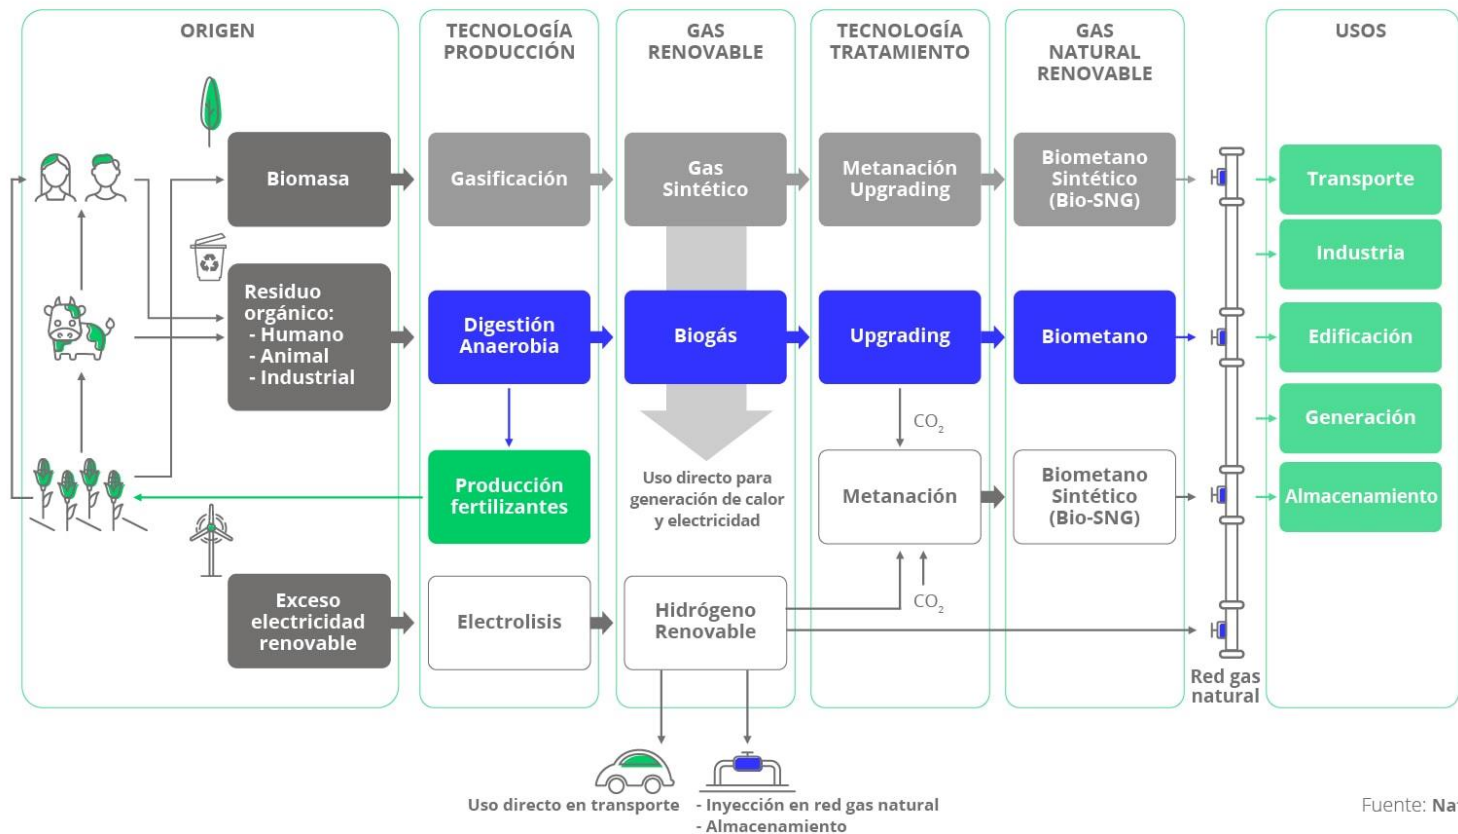 ORIGEN
TECNOLOGÍA
PRODUCCIÓN
GAS
RENOVABLE
TECNOLOGÍA
TRATAMIENTO
GAS
NATURAL
RENOVABLE
USOS
Biomasa
Gasificación
Gas
Sintético
Metanación
Upgrading
Biometano
Sintético
(Bio-SNG)
Transporte
Industria
Residuo
orgánico:
- Humano
- Animal
- Industrial
Digestión
Anaerobia
Biogás
Upgrading
Biometano
Edificación
Generación
CO₂
Producción
fertilizantes
Uso directo para
generación de calor
y electricidad
Metanación
Biometano
Sintético
(Bio-SNG)
Almacenamiento
Exceso
electricidad
renovable
Electrolisis
Hidrógeno
Renovable
CO₂
Red gas
natural
Uso directo en transporte
- Inyección en red gas natural
- Almacenamiento
Fuente: